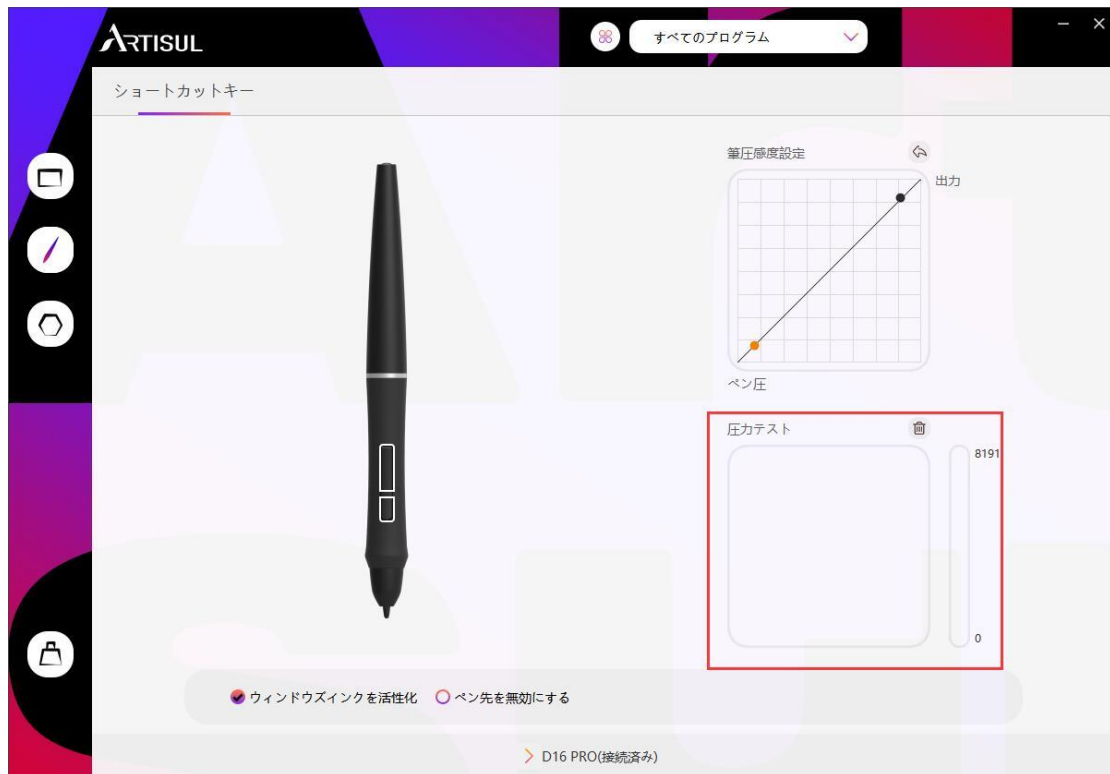 ARTISUL
すべてのプログラム
ショートカットキー
筆圧感度設定
出力
ペン圧
圧力テスト
8191
0
ウィンドウズインクを活性化
ペン先を無効にする
D16 PRO(接続済み)